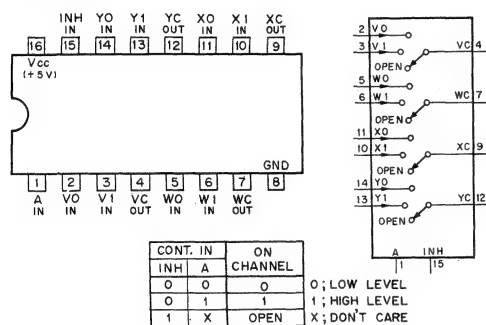 INH YO Y1 YC XO X1 XC
IN IN IN OUT IN IN OUT
16 15 14 13 12 11 10 9
VCC
(+5V)
GND
1 2 3 4 5 6 7 8
A VO V1 VC WO W1 WC
IN IN IN OUT IN IN OUT
2 VO
3 V1
VC 4
OPEN
5 WO
6 W1
WC 7
OPEN
11 XO
10 X1
XC 9
OPEN
14 YO
13 Y1
YC 12
OPEN
A INH
1 15
CONT. IN ON CHANNEL
INH A
0 0 0
0 1 1
1 X OPEN
0; LOW LEVEL
1; HIGH LEVEL
X; DON'T CARE